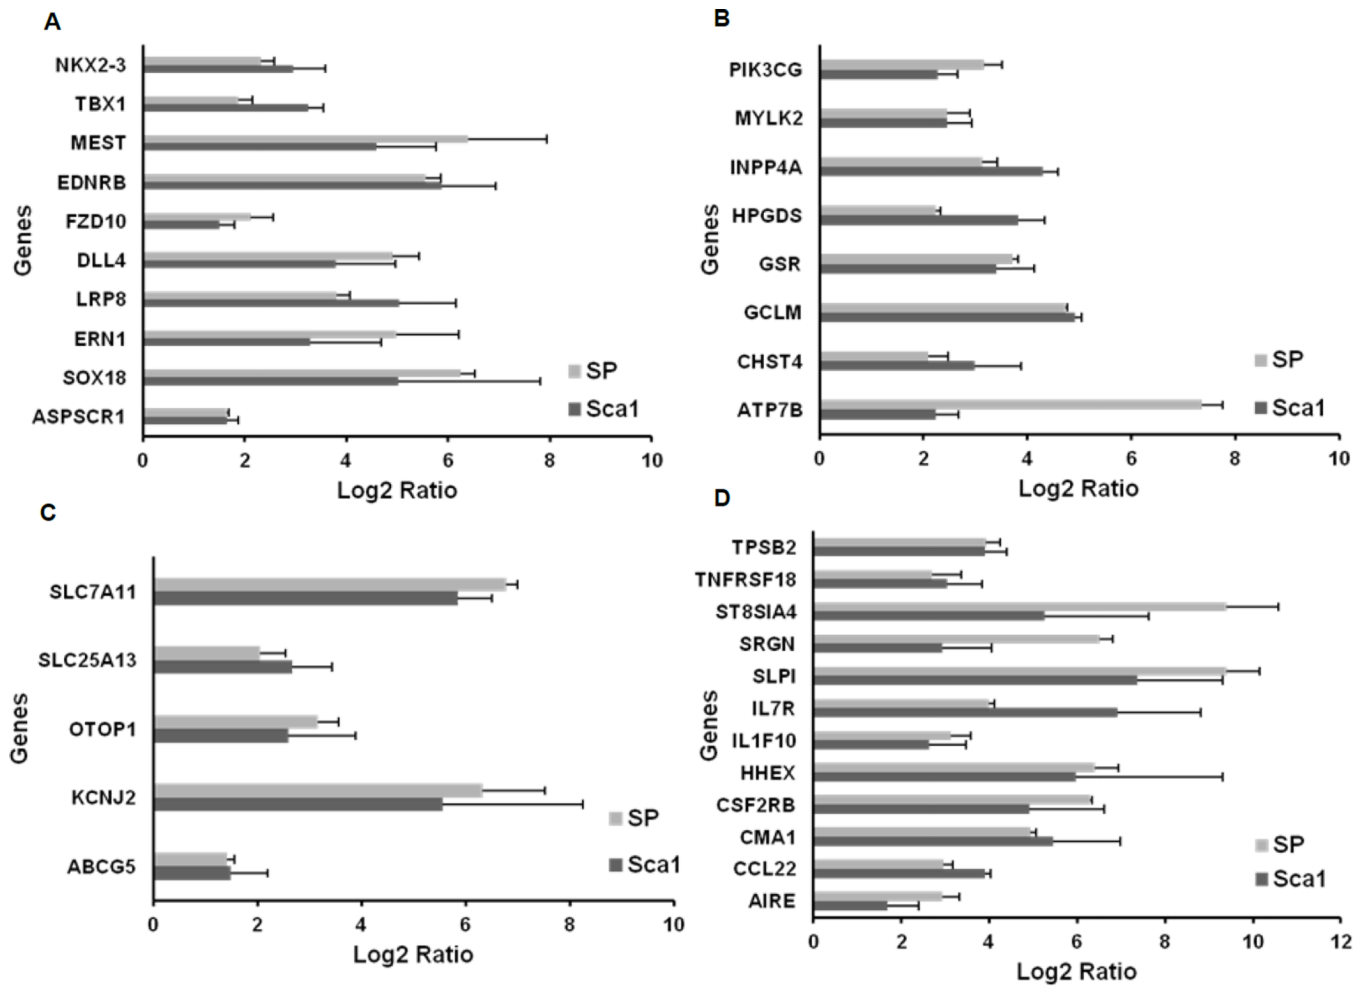 A
NKX2-3
TBX1
MEST
EDNRB
FZD10
DLL4
LRP8
ERN1
SOX18
ASPSCR1
Genes
SP
Sca1
0 2 4 6 8 10
Log2 Ratio
B
PIK3CG
MYLK2
INPP4A
HPGDS
GSR
GCLM
CHST4
ATP7B
Genes
SP
Sca1
0 2 4 6 8 10
Log2 Ratio
C
SLC7A11
SLC25A13
OTOP1
KCNJ2
ABCG5
Genes
SP
Sca1
0 2 4 6 8 10
Log2 Ratio
D
TPSB2
TNFRSF18
ST8SIA4
SRGN
SLPI
IL7R
IL1F10
HHEX
CSF2RB
CMA1
CCL22
AIRE
Genes
SP
Sca1
0 2 4 6 8 10 12
Log2 Ratio